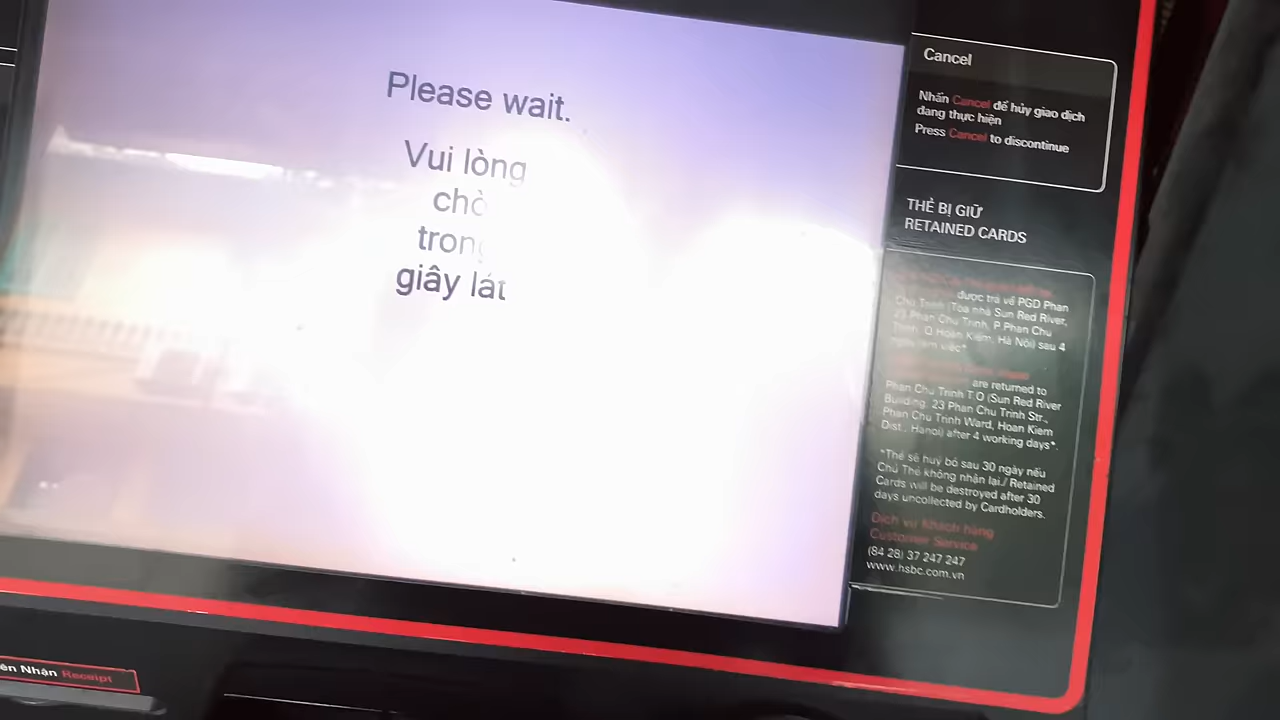 Please wait.
Vui lòng
chờ
trong
giây lát
Cancel
Nhấn Cancel để hủy giao dịch
đang thực hiện
Press Cancel to discontinue
THẺ BỊ GIỮ
RETAINED CARDS
được trả về PGD Phan
Chu Trinh (Tòa nhà Sun Red River,
23 Phan Chu Trinh, P Phan Chu
Trinh, Q Hoàn Kiếm, Hà Nội) sau 4
ngày làm việc*
are returned to
Phan Chu Trinh T.O (Sun Red River
Building, 23 Phan Chu Trinh Str.,
Phan Chu Trinh Ward, Hoan Kiem
Dist., Hanoi) after 4 working days*.
*Thẻ sẽ huỷ bỏ sau 30 ngày nếu
Chủ Thẻ không nhận lại./ Retained
Cards will be destroyed after 30
days uncollected by Cardholders.
Dịch vụ Khách hàng
Customer Service
(84 28) 37 247 247
www.hsbc.com.vn
Nhận Receipt